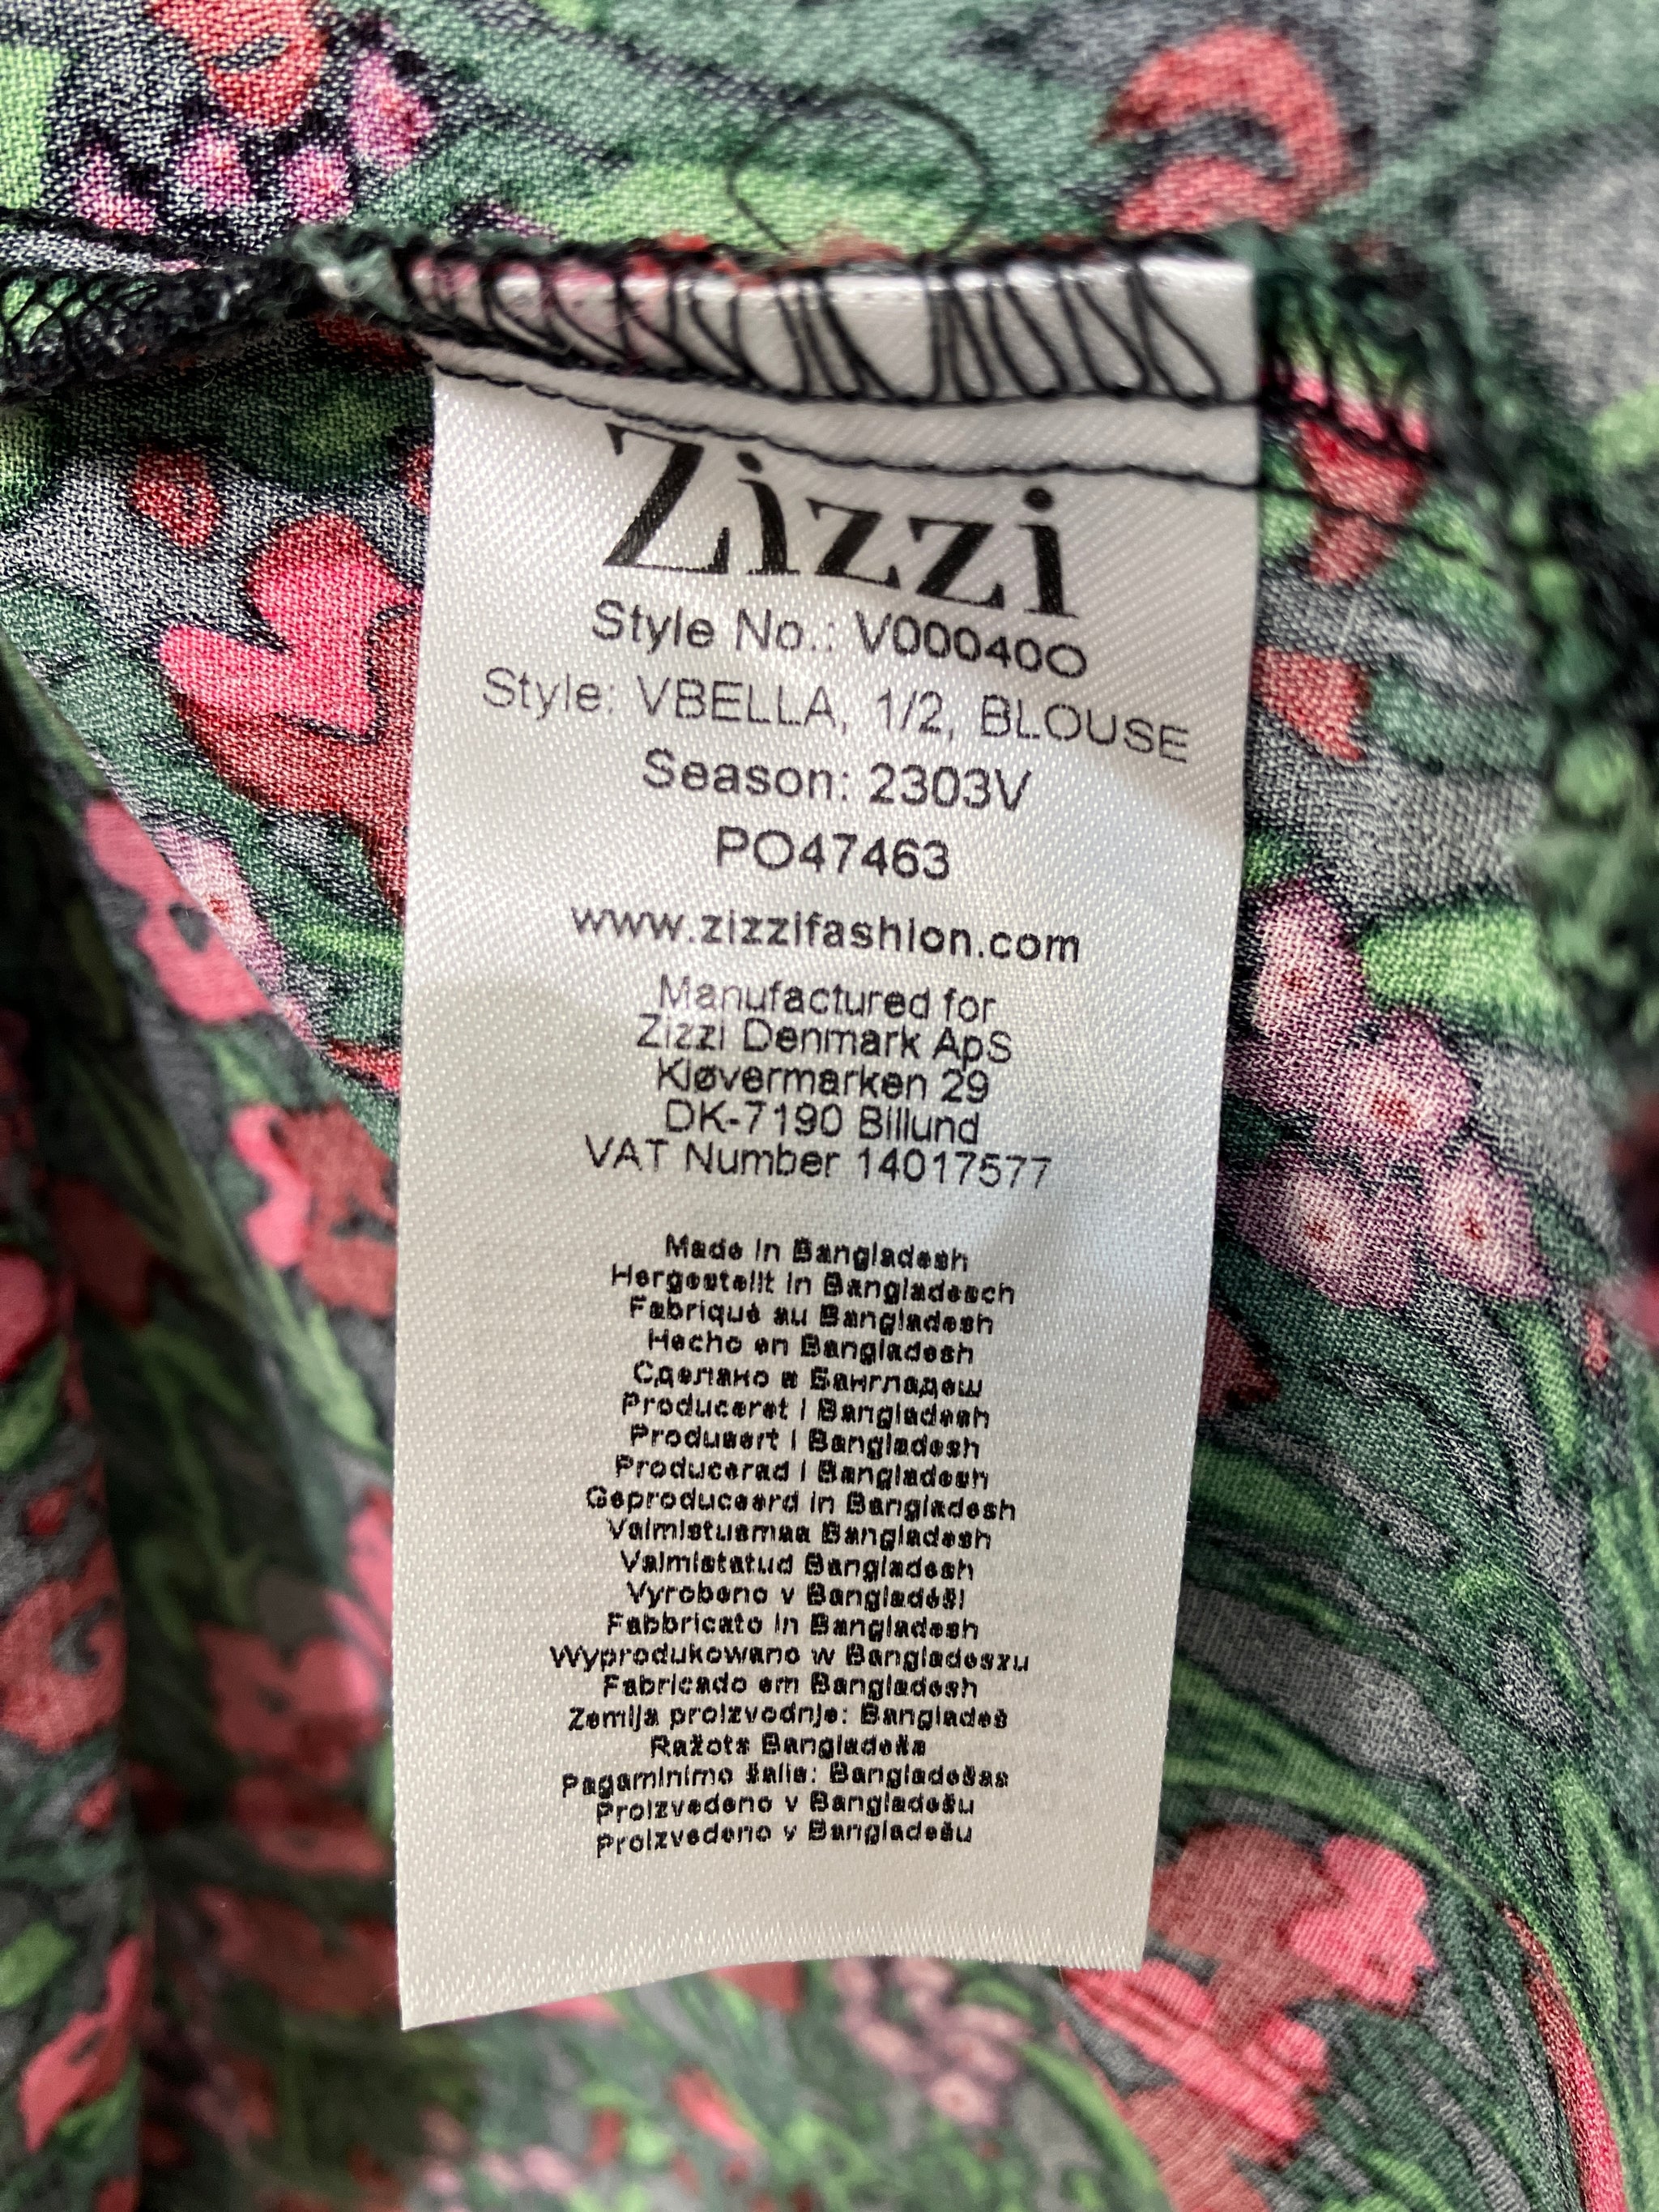 Zizzi
Style No.: V00040O
Style: VBELLA, 1/2, BLOUSE
Season: 2303V
PO47463
www.zizzifashion.com
Manufactured for
Zizzi Denmark ApS
Kløvermarken 29
DK-7190 Billund
VAT Number 14017577
Made in Bangladesh
Hergestellt in Bangladesch
Fabriqué au Bangladesh
Hecho en Bangladesh
Сделано в Бангладеш
Produceret i Bangladesh
Produsert i Bangladesh
Producerad i Bangladesh
Geproduceerd in Bangladesh
Valmistusmaa Bangladesh
Valmistatud Bangladesh
Vyrobeno v Bangladéši
Fabbricato in Bangladesh
Wyprodukowano w Bangladeszu
Fabricado em Bangladesh
Zemlja proizvodnje: Bangladeš
Ražots Bangladeša
Pagaminimo šalis: Bangladešas
Proizvedeno v Bangladešu
Proizvedeno v Bangladešu